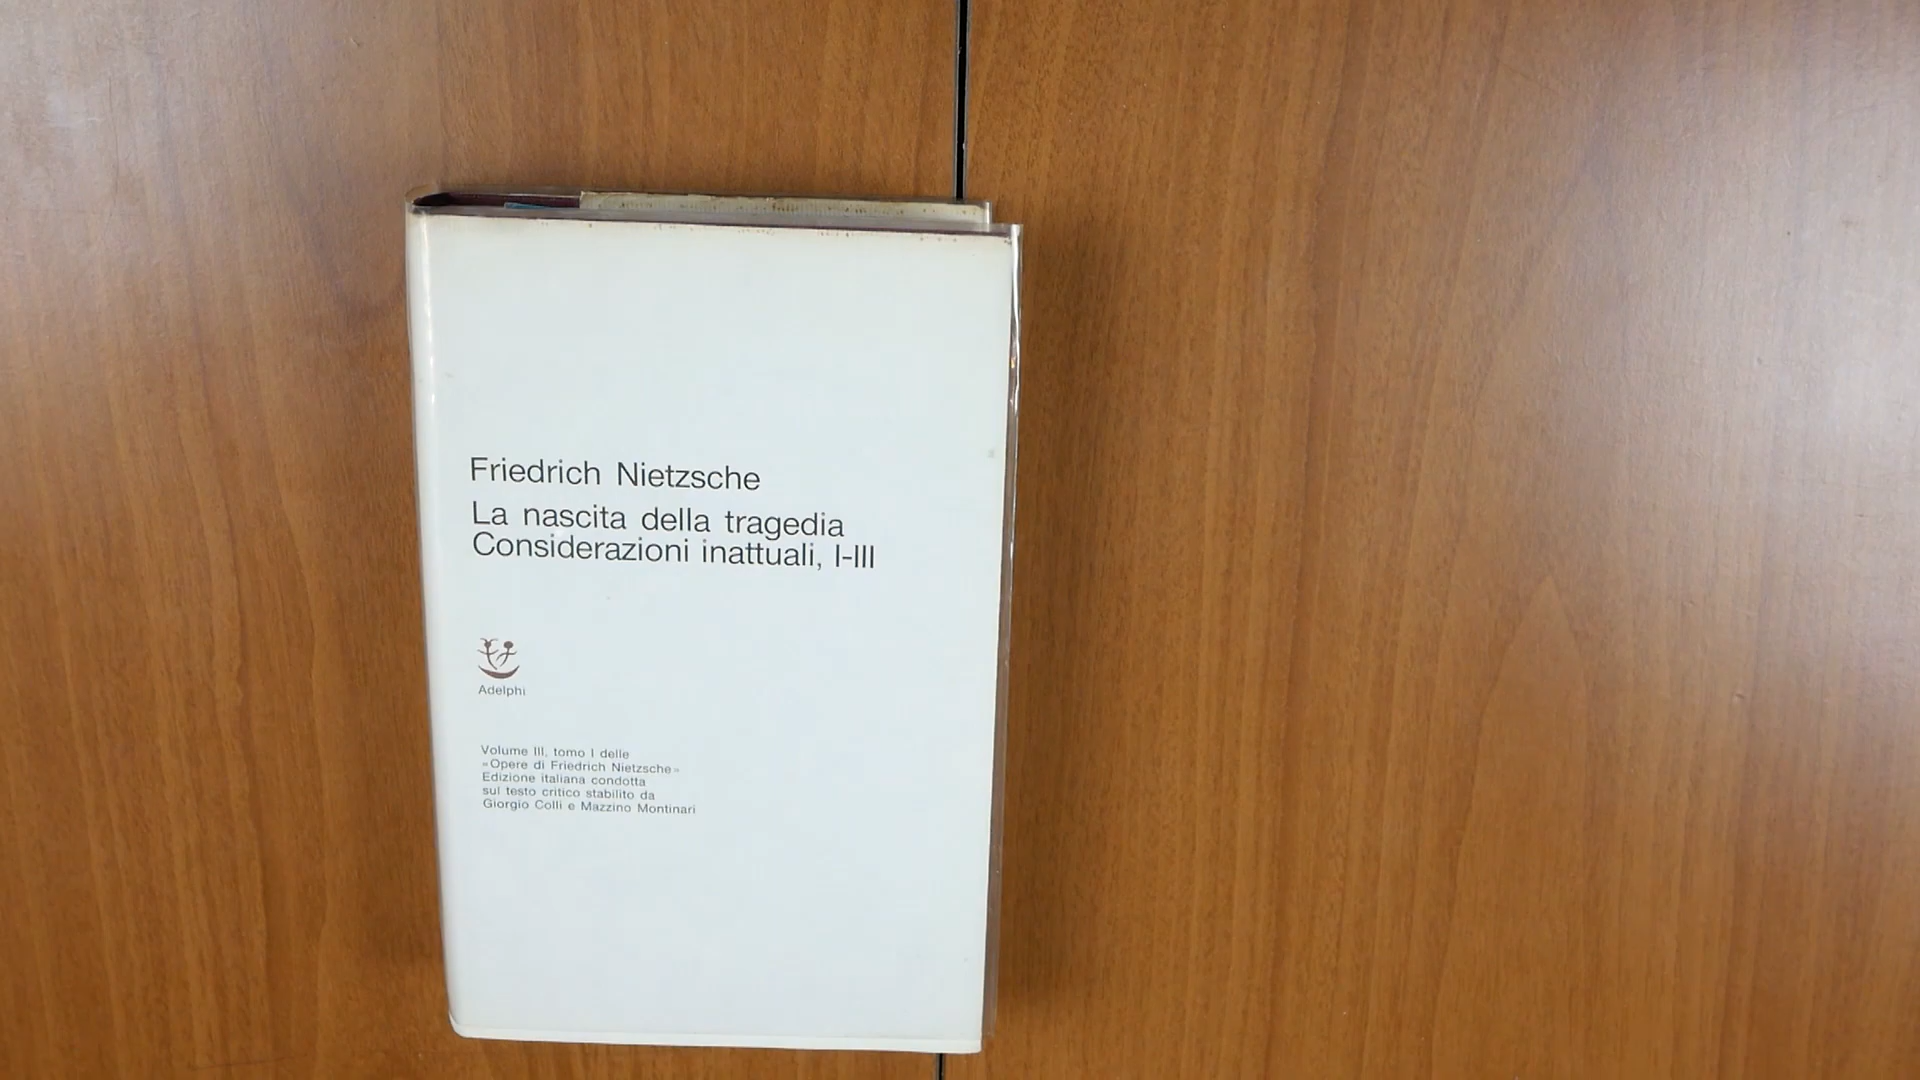 Friedrich Nietzsche
La nascita della tragedia
Considerazioni inattuali, I-III
Adelphi
Volume III, tomo I delle
«Opere di Friedrich Nietzsche»
Edizione italiana condotta
sul testo critico stabilito da
Giorgio Colli e Mazzino Montinari